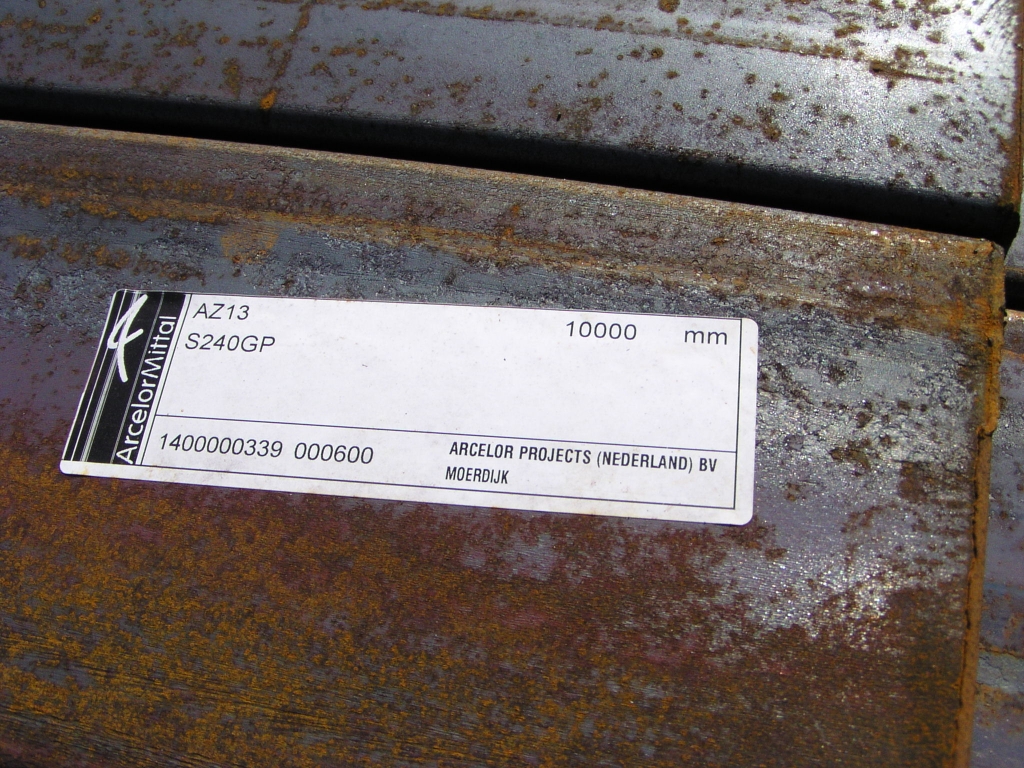 ArcelorMittal
AZ13 10000 mm
S240GP
1400000339 000600 ARCELOR PROJECTS (NEDERLAND) BV
MOERDIJK